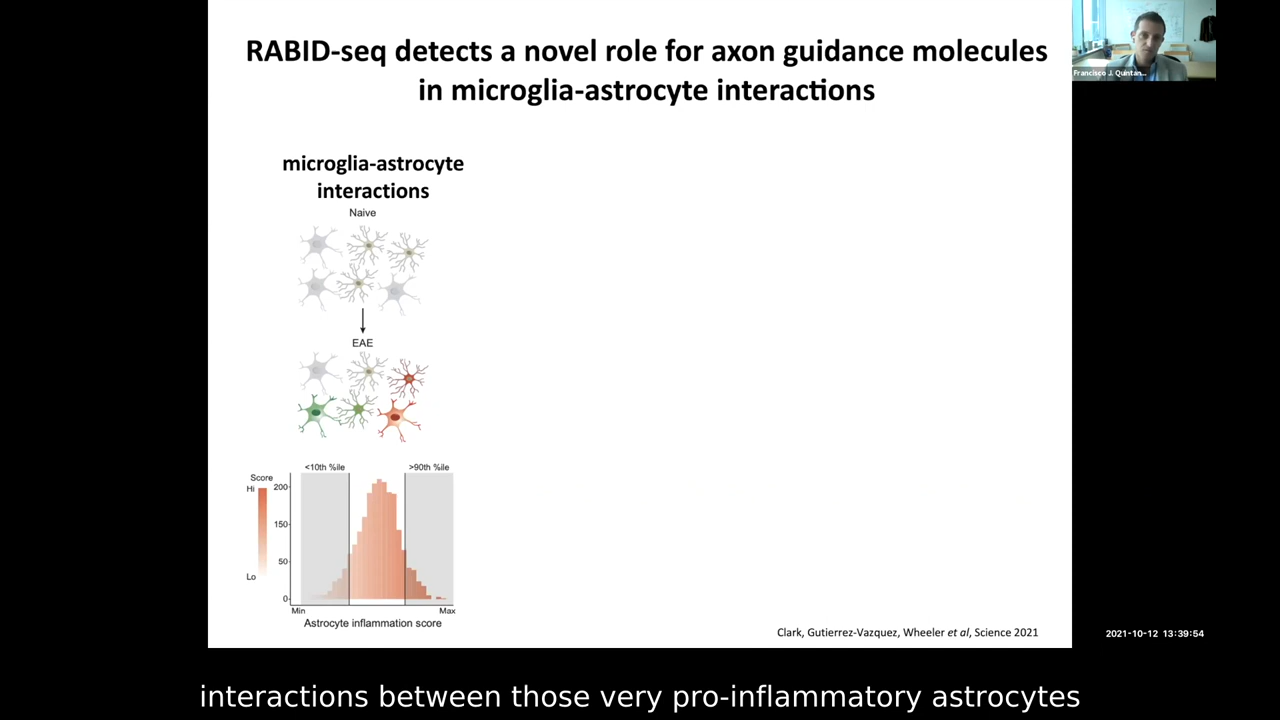 RABID-seq detects a novel role for axon guidance molecules
in microglia-astrocyte interactions
Francisco J. Quintan...
microglia-astrocyte
interactions
Naive
EAE
<10th %ile
>90th %ile
Score
Hi
Lo
200
150
50
0
Min
Max
Astrocyte inflammation score
Clark, Gutierrez-Vazquez, Wheeler et al, Science 2021
2021-10-12 13:39:54
interactions between those very pro-inflammatory astrocytes